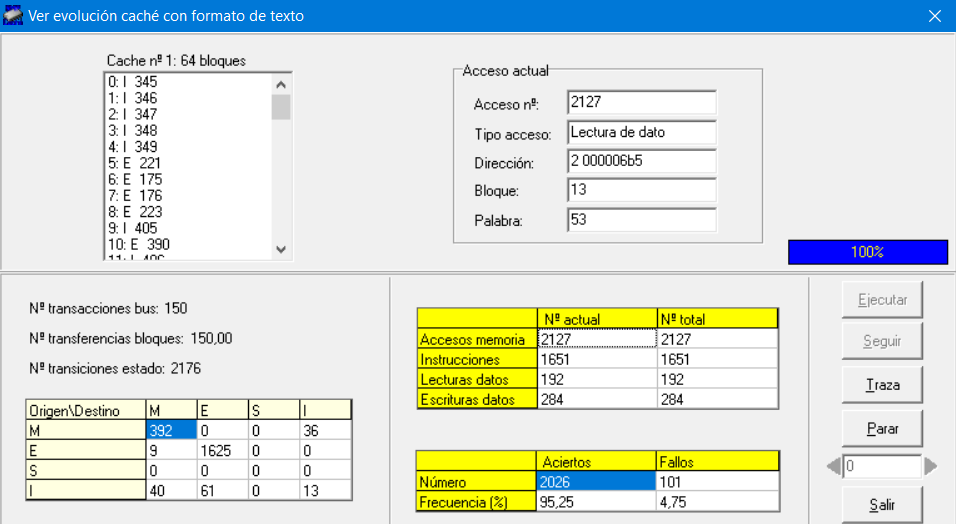 Ver evolución caché con formato de texto
Cache nº 1: 64 bloques
0: I 345
1: I 346
2: I 347
3: I 348
4: I 349
5: E 221
6: E 175
7: E 176
8: E 223
9: I 405
10: E 390
Acceso actual
Acceso nº: 2127
Tipo acceso: Lectura de dato
Dirección: 2 000006b5
Bloque: 13
Palabra: 53
100%
Nº transacciones bus: 150
Nº transferencias bloques: 150,00
Nº transiciones estado: 2176
Origen\Destino M E S I
M 392 0 0 36
E 9 1625 0 0
S 0 0 0 0
I 40 61 0 13
Nº actual Nº total
Accesos memoria 2127 2127
Instrucciones 1651 1651
Lecturas datos 192 192
Escrituras datos 284 284
Aciertos Fallos
Número 2026 101
Frecuencia (%) 95,25 4,75
Ejecutar
Seguir
Traza
Parar
0
Salir